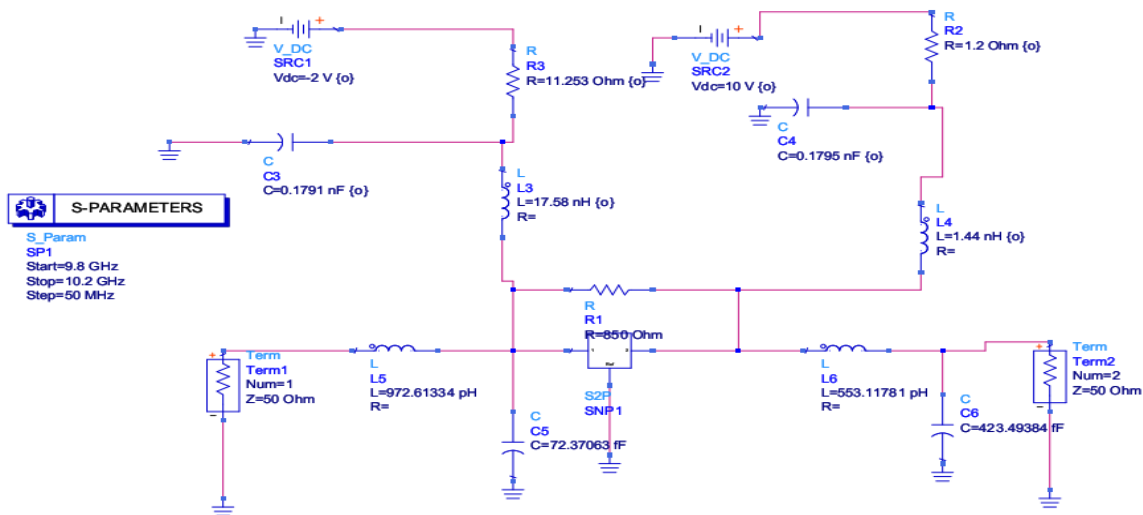 I +
V_DC
SRC1
Vdc=-2 V {o}
R
R3
R=11.253 Ohm {o}
I +
V_DC
SRC2
Vdc=10 V {o}
R
R2
R=1.2 Ohm {o}
C
C3
C=0.1791 nF {o}
C
C4
C=0.1795 nF {o}
L
L3
L=17.58 nH {o}
R=
L
L4
L=1.44 nH {o}
R=
S-PARAMETERS
S_Param
SP1
Start=9.8 GHz
Stop=10.2 GHz
Step=50 MHz
R
R1
R=850 Ohm
+
Term
Term1
Num=1
Z=50 Ohm
-
L
L5
L=972.61334 pH
R=
1 2
Ref
S2P
SNP1
C
C5
C=72.37063 fF
L
L6
L=553.11781 pH
R=
C
C6
C=423.49384 fF
+
Term
Term2
Num=2
Z=50 Ohm
-